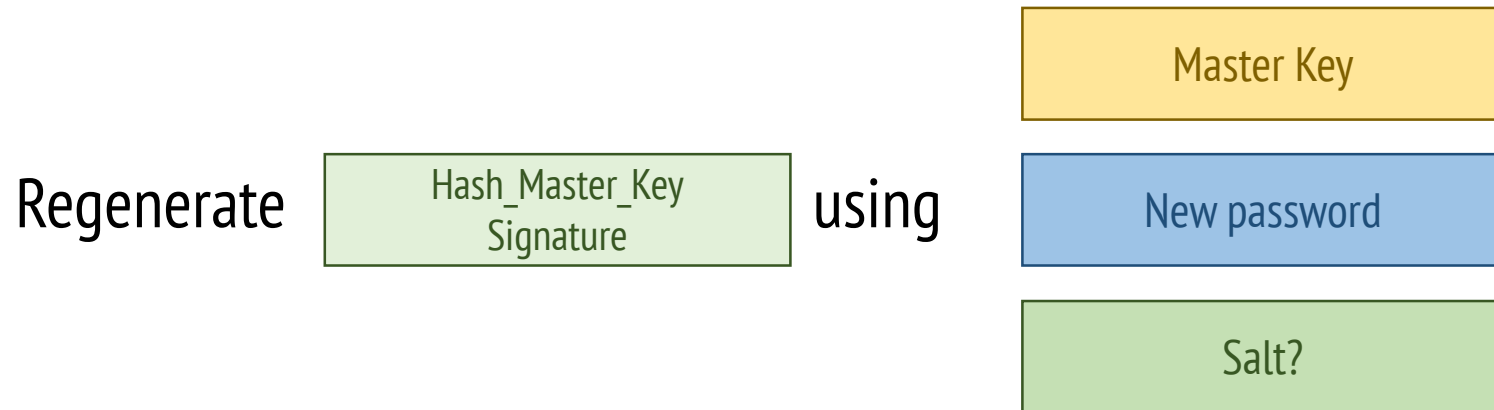 Master Key
Regenerate
Hash_Master_Key
Signature
using
New password
Salt?